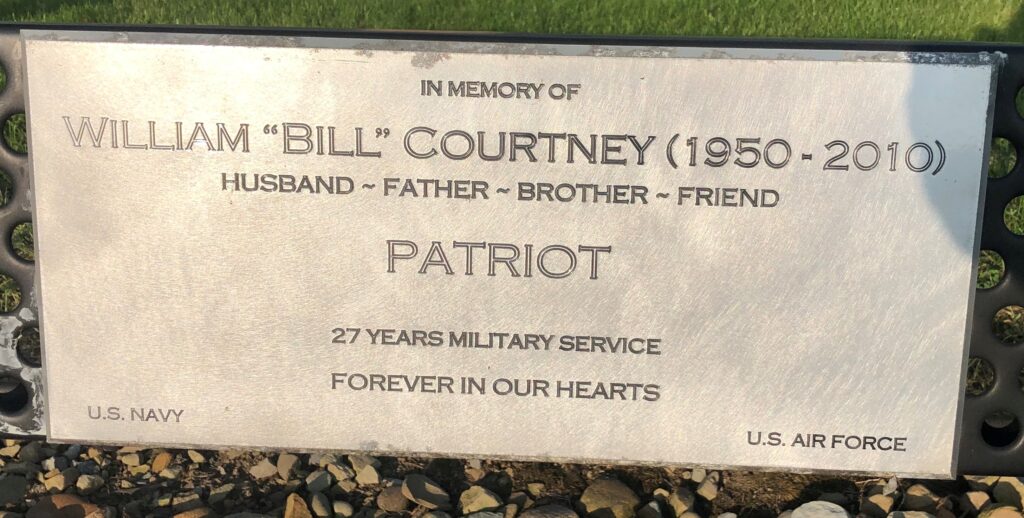 IN MEMORY OF
WILLIAM “BILL” COURTNEY (1950 - 2010)
HUSBAND ~ FATHER ~ BROTHER ~ FRIEND
PATRIOT
27 YEARS MILITARY SERVICE
FOREVER IN OUR HEARTS
U.S. NAVY
U.S. AIR FORCE